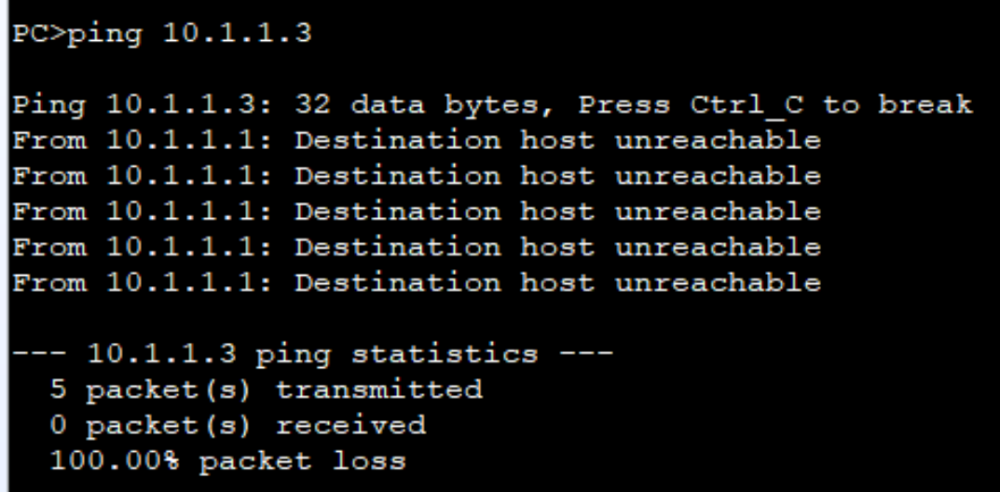 PC>ping 10.1.1.3
Ping 10.1.1.3: 32 data bytes, Press Ctrl_C to break
From 10.1.1.1: Destination host unreachable
From 10.1.1.1: Destination host unreachable
From 10.1.1.1: Destination host unreachable
From 10.1.1.1: Destination host unreachable
From 10.1.1.1: Destination host unreachable
--- 10.1.1.3 ping statistics ---
5 packet(s) transmitted
0 packet(s) received
100.00% packet loss